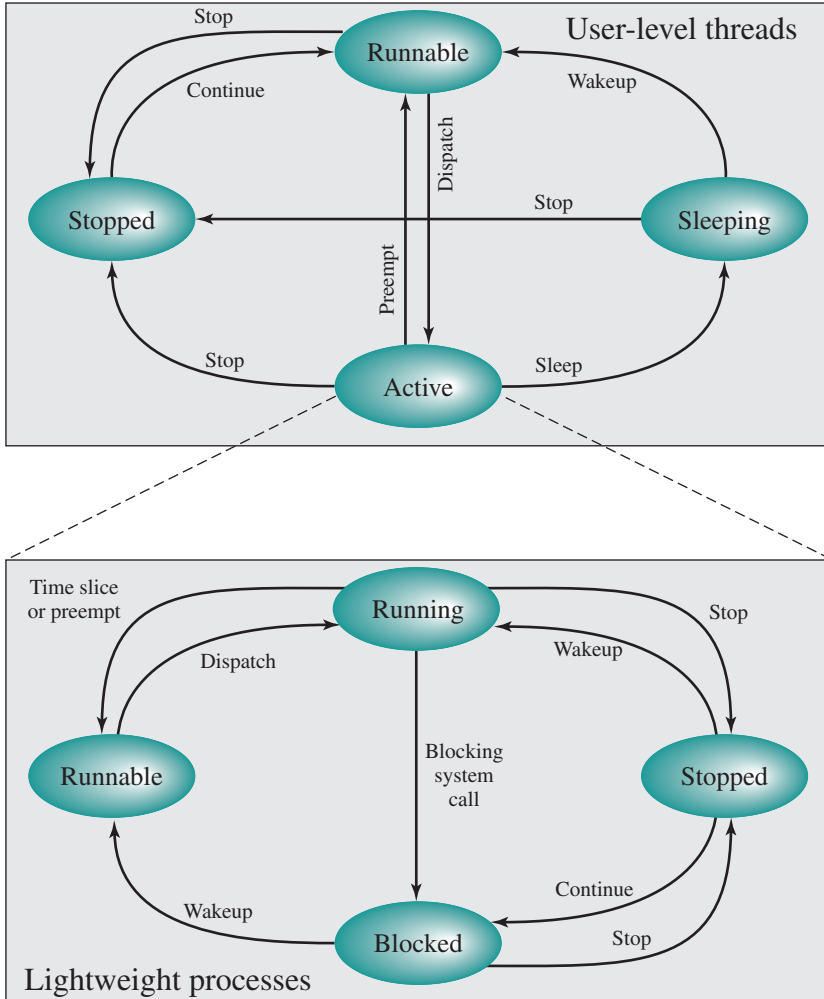 Stop
Runnable
User-level threads
Continue
Wakeup
Dispatch
Stopped
Stop
Sleeping
Preempt
Stop
Sleep
Active
Time slice
or preempt
Running
Stop
Dispatch
Wakeup
Runnable
Blocking
system
call
Stopped
Continue
Wakeup
Stop
Blocked
Lightweight processes